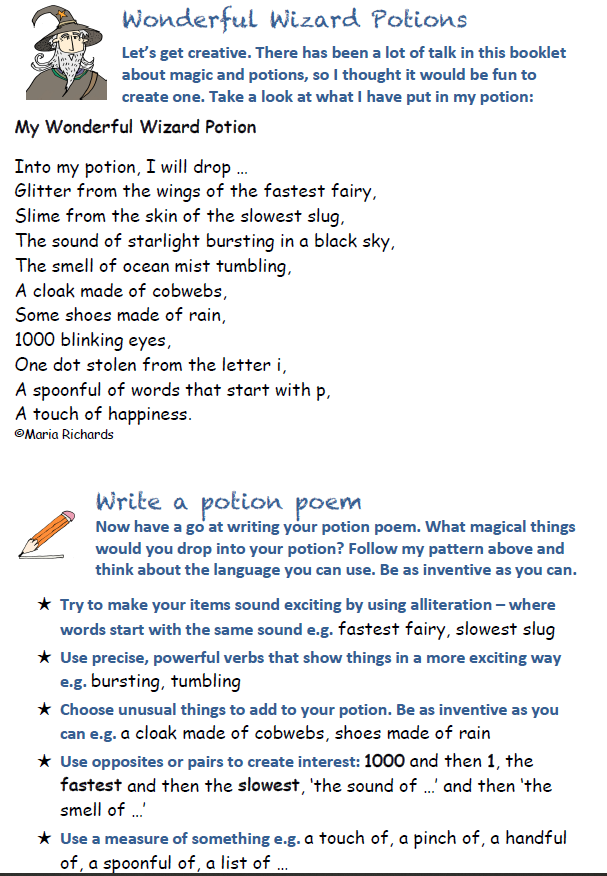 Wonderful Wizard Potions
Let’s get creative. There has been a lot of talk in this booklet
about magic and potions, so I thought it would be fun to
create one. Take a look at what I have put in my potion:
My Wonderful Wizard Potion
Into my potion, I will drop …
Glitter from the wings of the fastest fairy,
Slime from the skin of the slowest slug,
The sound of starlight bursting in a black sky,
The smell of ocean mist tumbling,
A cloak made of cobwebs,
Some shoes made of rain,
1000 blinking eyes,
One dot stolen from the letter i,
A spoonful of words that start with p,
A touch of happiness.
©Maria Richards
Write a potion poem
Now have a go at writing your potion poem. What magical things
would you drop into your potion? Follow my pattern above and
think about the language you can use. Be as inventive as you can.
★ Try to make your items sound exciting by using alliteration – where
words start with the same sound e.g. fastest fairy, slowest slug
★ Use precise, powerful verbs that show things in a more exciting way
e.g. bursting, tumbling
★ Choose unusual things to add to your potion. Be as inventive as you
can e.g. a cloak made of cobwebs, shoes made of rain
★ Use opposites or pairs to create interest: 1000 and then 1, the
fastest and then the slowest, ‘the sound of …’ and then ‘the
smell of …’
★ Use a measure of something e.g. a touch of, a pinch of, a handful
of, a spoonful of, a list of …